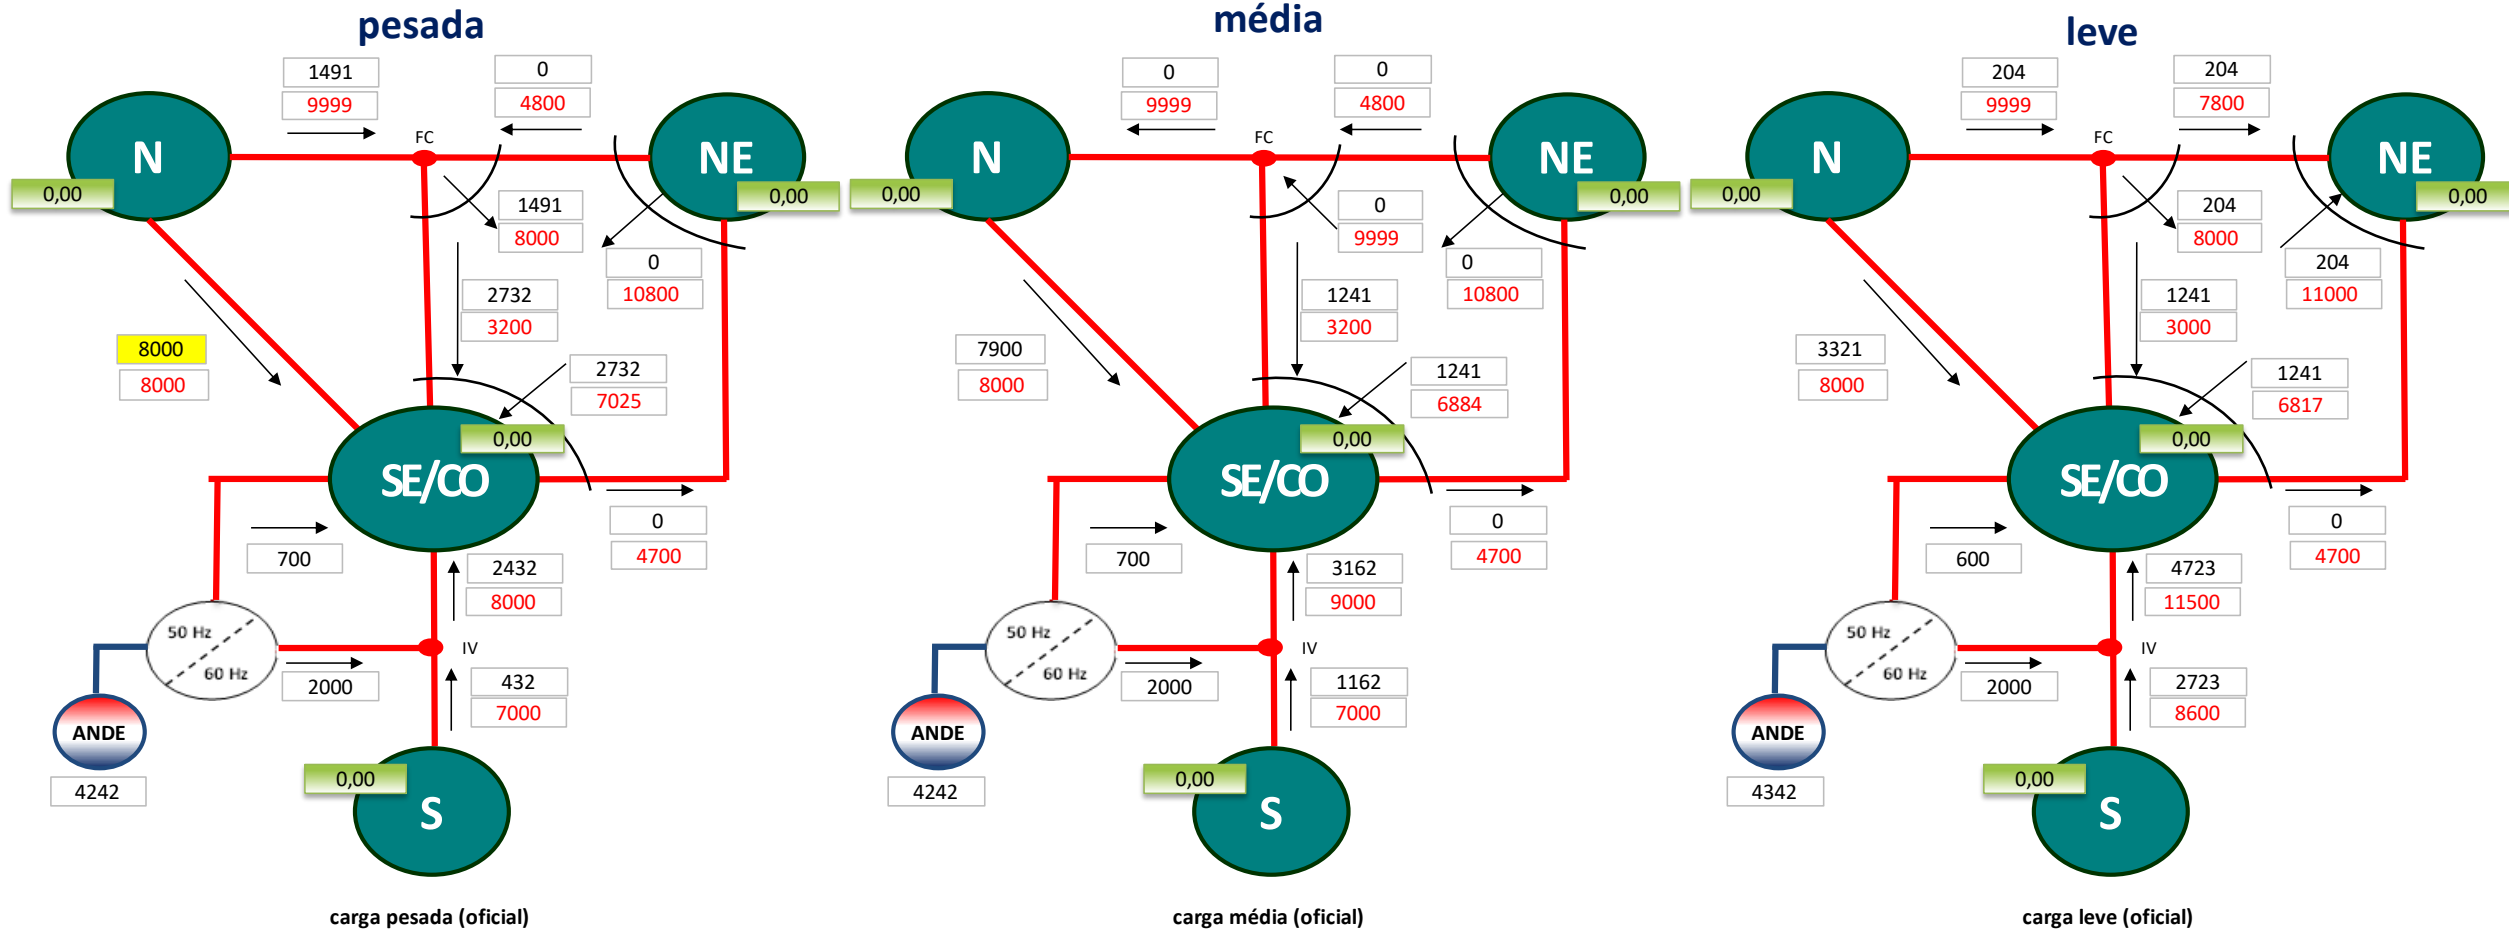 pesada
1491
9999
0
4800
N
FC
NE
0,00
0,00
1491
8000
0
10800
2732
3200
8000
8000
2732
7025
0,00
SE/CO
0
4700
700
2432
8000
50 Hz
60 Hz
IV
2000
432
7000
ANDE
4242
0,00
S
carga pesada (oficial)
média
0
9999
0
4800
N
FC
NE
0,00
0,00
0
9999
0
10800
1241
3200
7900
8000
1241
6884
0,00
SE/CO
0
4700
700
3162
9000
50 Hz
60 Hz
IV
2000
1162
7000
ANDE
4242
0,00
S
carga média (oficial)
leve
204
9999
204
7800
N
FC
NE
0,00
0,00
204
8000
204
11000
1241
3000
3321
8000
1241
6817
0,00
SE/CO
0
4700
600
4723
11500
50 Hz
60 Hz
IV
2000
2723
8600
ANDE
4342
0,00
S
carga leve (oficial)